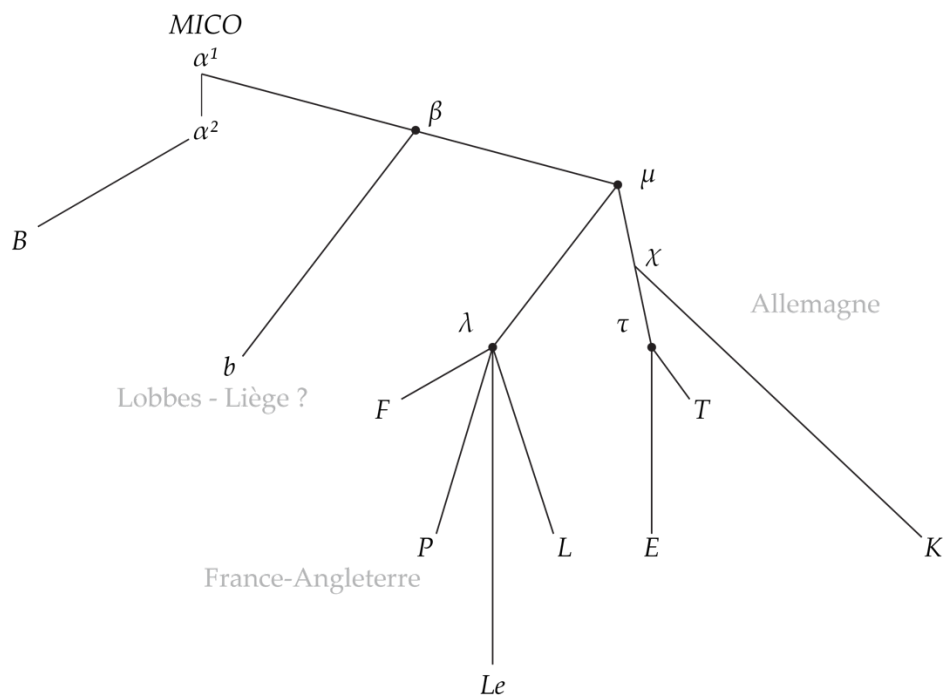 MICO
α¹
β
α²
μ
B
χ
Allemagne
λ
τ
b
Lobbes - Liège ?
F
T
P
L
E
K
France-Angleterre
Le